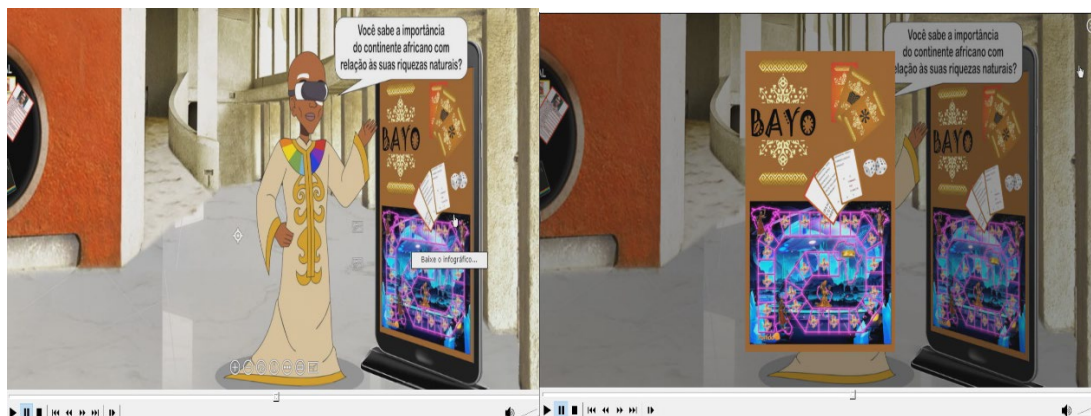 Você sabe a importância
do continente africano com
relação às suas riquezas naturais?
BAYO
Baixe o infográfico...
Você sabe a importância
do continente africano com
relação às suas riquezas naturais?
BAYO
BAYO